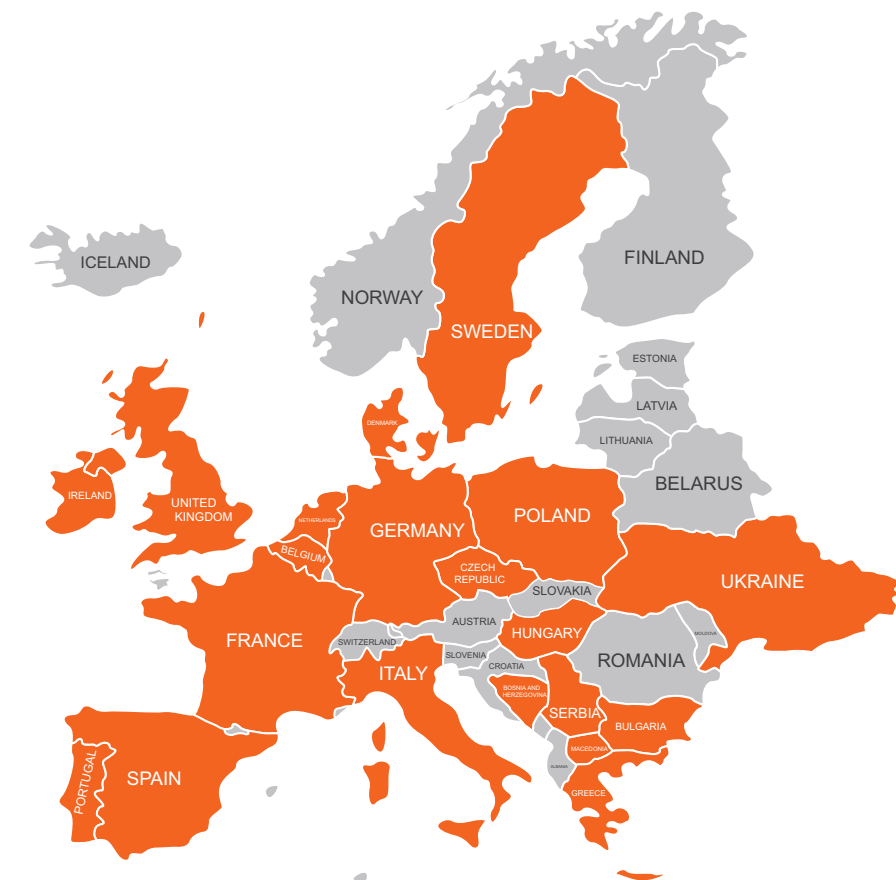 ICELAND
FINLAND
NORWAY
SWEDEN
ESTONIA
LATVIA
LITHUANIA
DENMARK
BELARUS
IRELAND
UNITED
KINGDOM
NETHERLANDS
GERMANY
POLAND
BELGIUM
CZECH
REPUBLIC
UKRAINE
SLOVAKIA
AUSTRIA
HUNGARY
MOLDOVA
FRANCE
SWITZERLAND
SLOVENIA
CROATIA
ROMANIA
ITALY
BOSNIA AND
HERZEGOVINA
SERBIA
BULGARIA
MACEDONIA
ALBANIA
PORTUGAL
SPAIN
GREECE